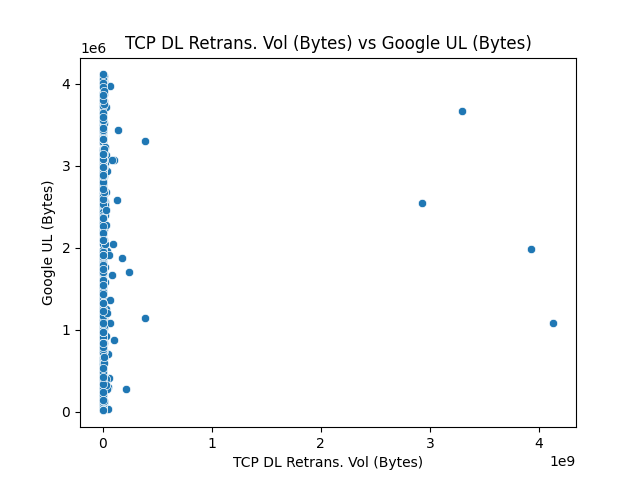 TCP DL Retrans. Vol (Bytes) vs Google UL (Bytes)
1e6
4
3
2
1
0
Google UL (Bytes)
0 1 2 3 4
1e9
TCP DL Retrans. Vol (Bytes)